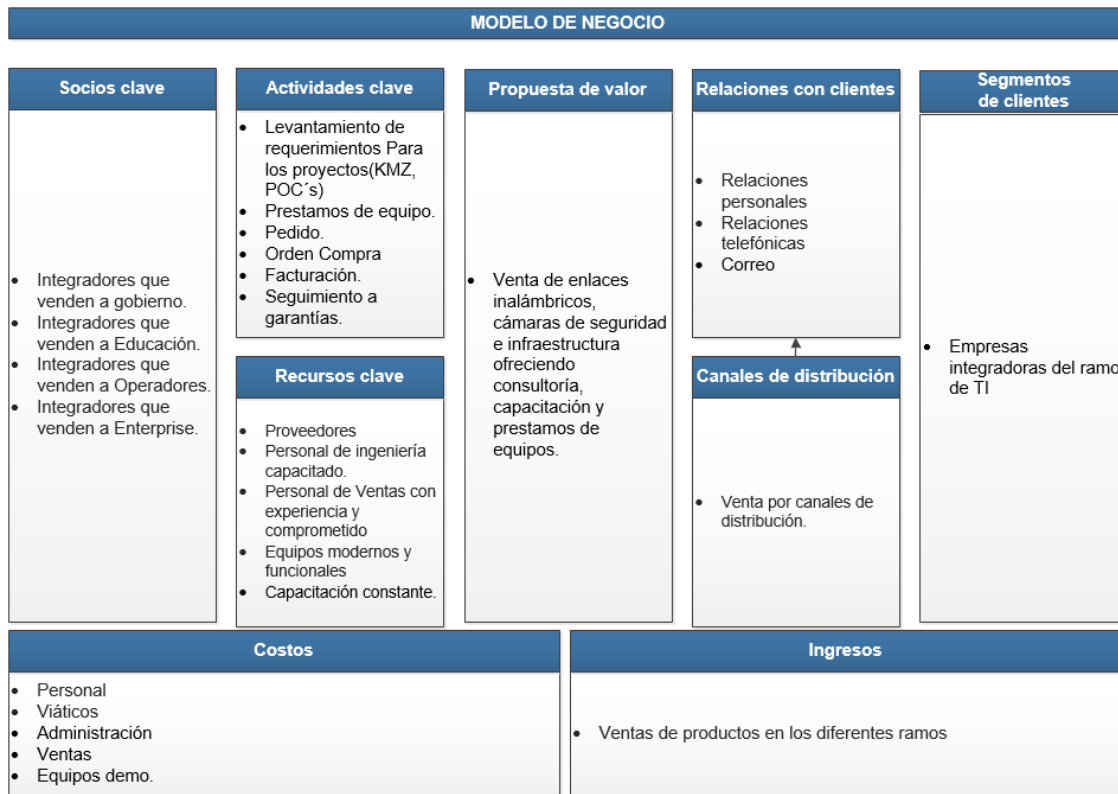 MODELO DE NEGOCIO
Socios clave
Integradores que
venden a gobierno.
Integradores que
venden a Educación.
Integradores que
venden a Operadores.
Integradores que
venden a Enterprise.
Actividades clave
Levantamiento de
requerimientos Para
los proyectos(KMZ,
POC´s)
Prestamos de equipo.
Pedido.
Orden Compra
Facturación.
Seguimiento a
garantías.
Recursos clave
Proveedores
Personal de ingeniería
capacitado.
Personal de Ventas con
experiencia y
comprometido
Equipos modernos y
funcionales
Capacitación constante.
Propuesta de valor
Venta de enlaces
inalámbricos,
cámaras de seguridad
e infraestructura
ofreciendo
consultoría,
capacitación y
prestamos de
equipos.
Relaciones con clientes
Relaciones
personales
Relaciones
telefónicas
Correo
Canales de distribución
Venta por canales de
distribución.
Segmentos
de clientes
Empresas
integradoras del ramo
de TI
Costos
Personal
Viáticos
Administración
Ventas
Equipos demo.
Ingresos
Ventas de productos en los diferentes ramos